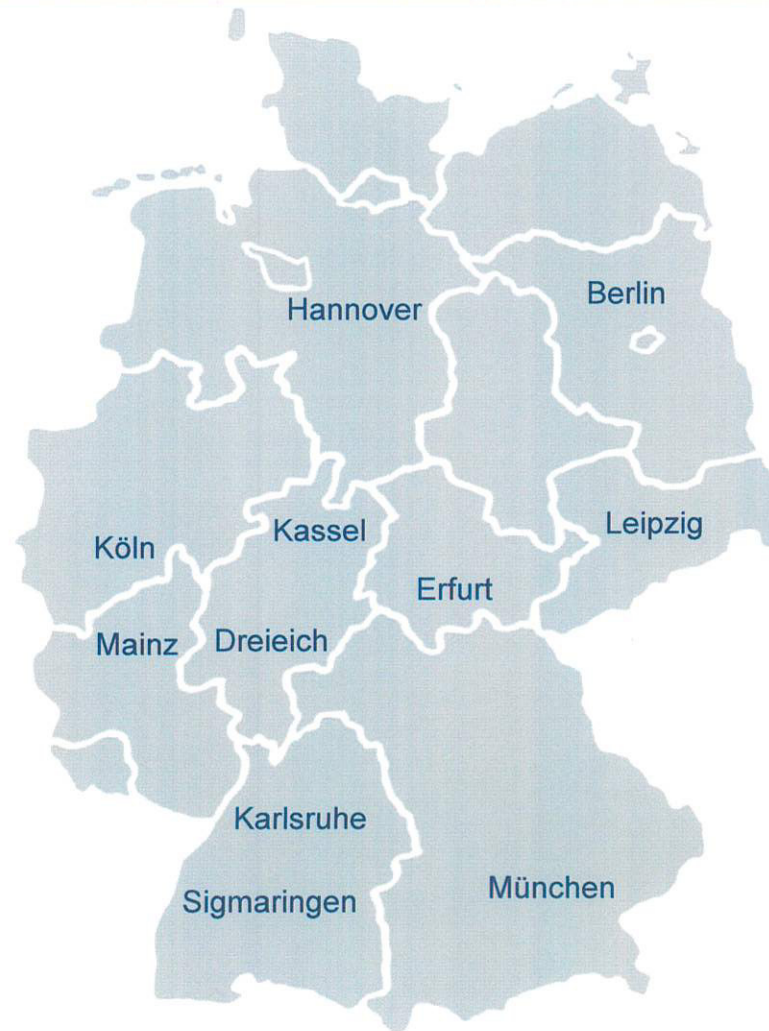 Hannover
Berlin
Kassel
Leipzig
Köln
Erfurt
Mainz
Dreieich
Karlsruhe
Sigmaringen
München